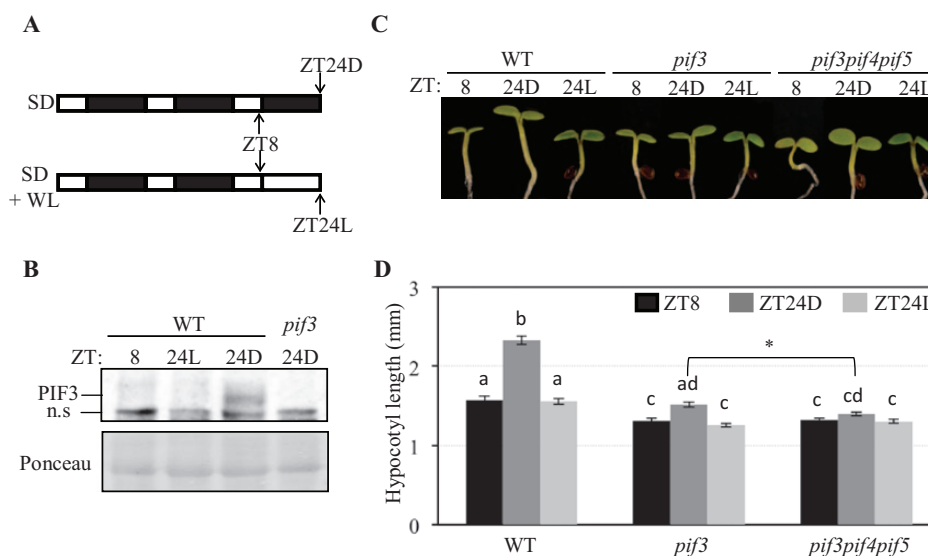 A
ZT24D
SD
ZT8
SD
+ WL
ZT24L
B
WT pif3
ZT: 8 24L 24D 24D
PIF3
n.s
Ponceau
C
WT pif3 pif3pif4pif5
ZT: 8 24D 24L 8 24D 24L 8 24D 24L
D
Hypocotyl length (mm)
3
2
1
0
ZT8 ZT24D ZT24L
b
*
a a ad cd
c c c c
WT pif3 pif3pif4pif5